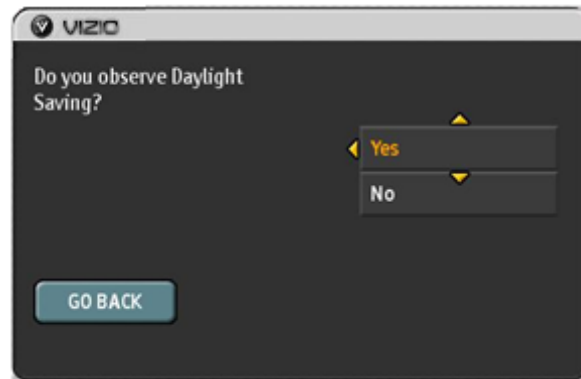 VIZIO
Do you observe Daylight
Saving?
Yes
No
GO BACK